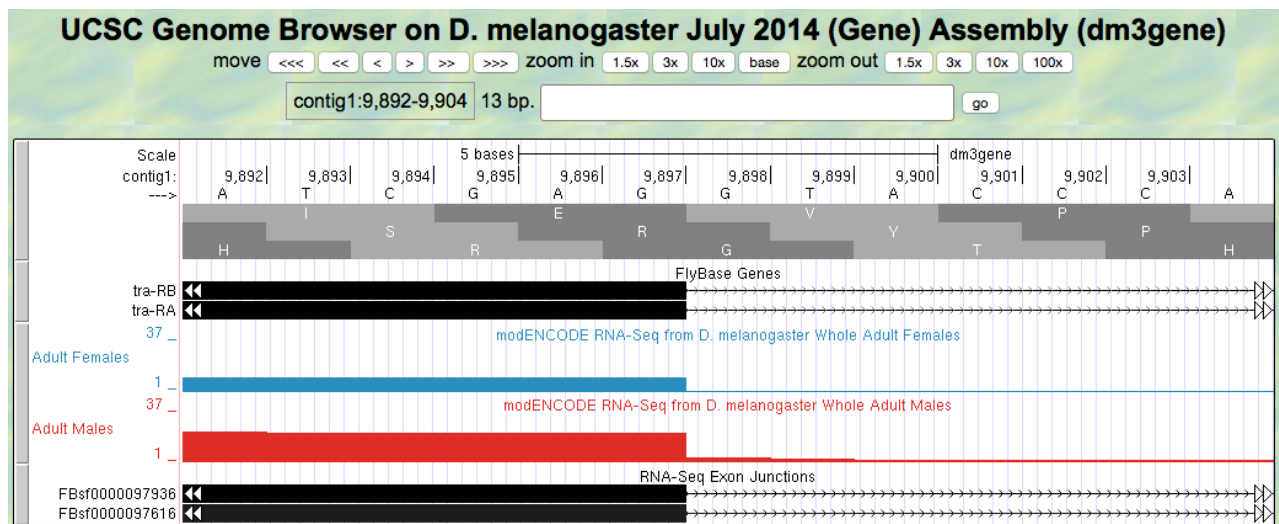 UCSC Genome Browser on D. melanogaster July 2014 (Gene) Assembly (dm3gene)
move <<< << < > >> >>> zoom in 1.5x 3x 10x base zoom out 1.5x 3x 10x 100x
contig1:9,892-9,904 13 bp. go
Scale 5 bases dm3gene
contig1: 9,892 9,893 9,894 9,895 9,896 9,897 9,898 9,899 9,900 9,901 9,902 9,903
---> A T C G A G G T A C C C A
I E V P
S R Y P
H R G T H
FlyBase Genes
tra-RB
tra-RA
37 _ modENCODE RNA-Seq from D. melanogaster Whole Adult Females
Adult Females
1 _
37 _ modENCODE RNA-Seq from D. melanogaster Whole Adult Males
Adult Males
1 _
RNA-Seq Exon Junctions
FBsf0000097936
FBsf0000097616